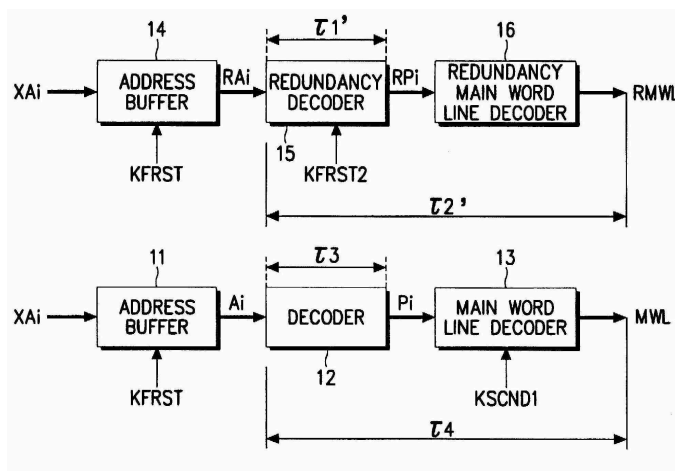 τ1'
14
16
XAi
ADDRESS
BUFFER
RAi
REDUNDANCY
DECODER
RPi
REDUNDANCY
MAIN WORD
LINE DECODER
RMWL
15
KFRST
KFRST2
τ2'
τ3
11
13
XAi
ADDRESS
BUFFER
Ai
DECODER
Pi
MAIN WORD
LINE DECODER
MWL
12
KFRST
KSCND1
τ4